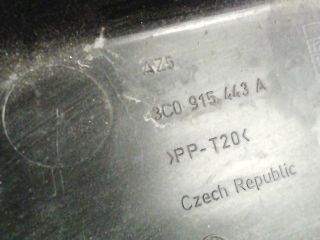 AZ5
3C0 915 443 A
>PP-T20<
Czech Republic